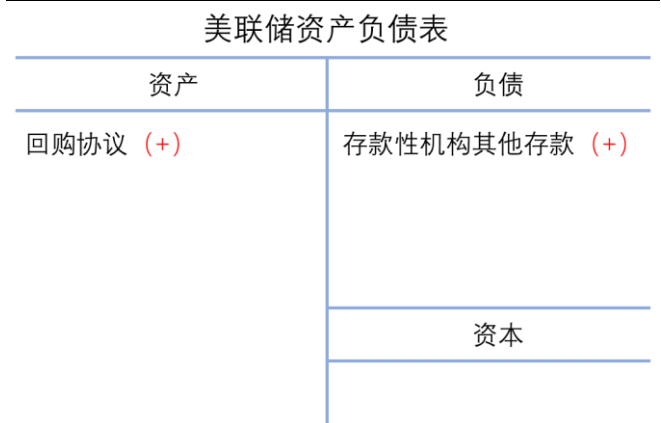 美联储资产负债表
资产
负债
回购协议（+）
存款性机构其他存款（+）
资本